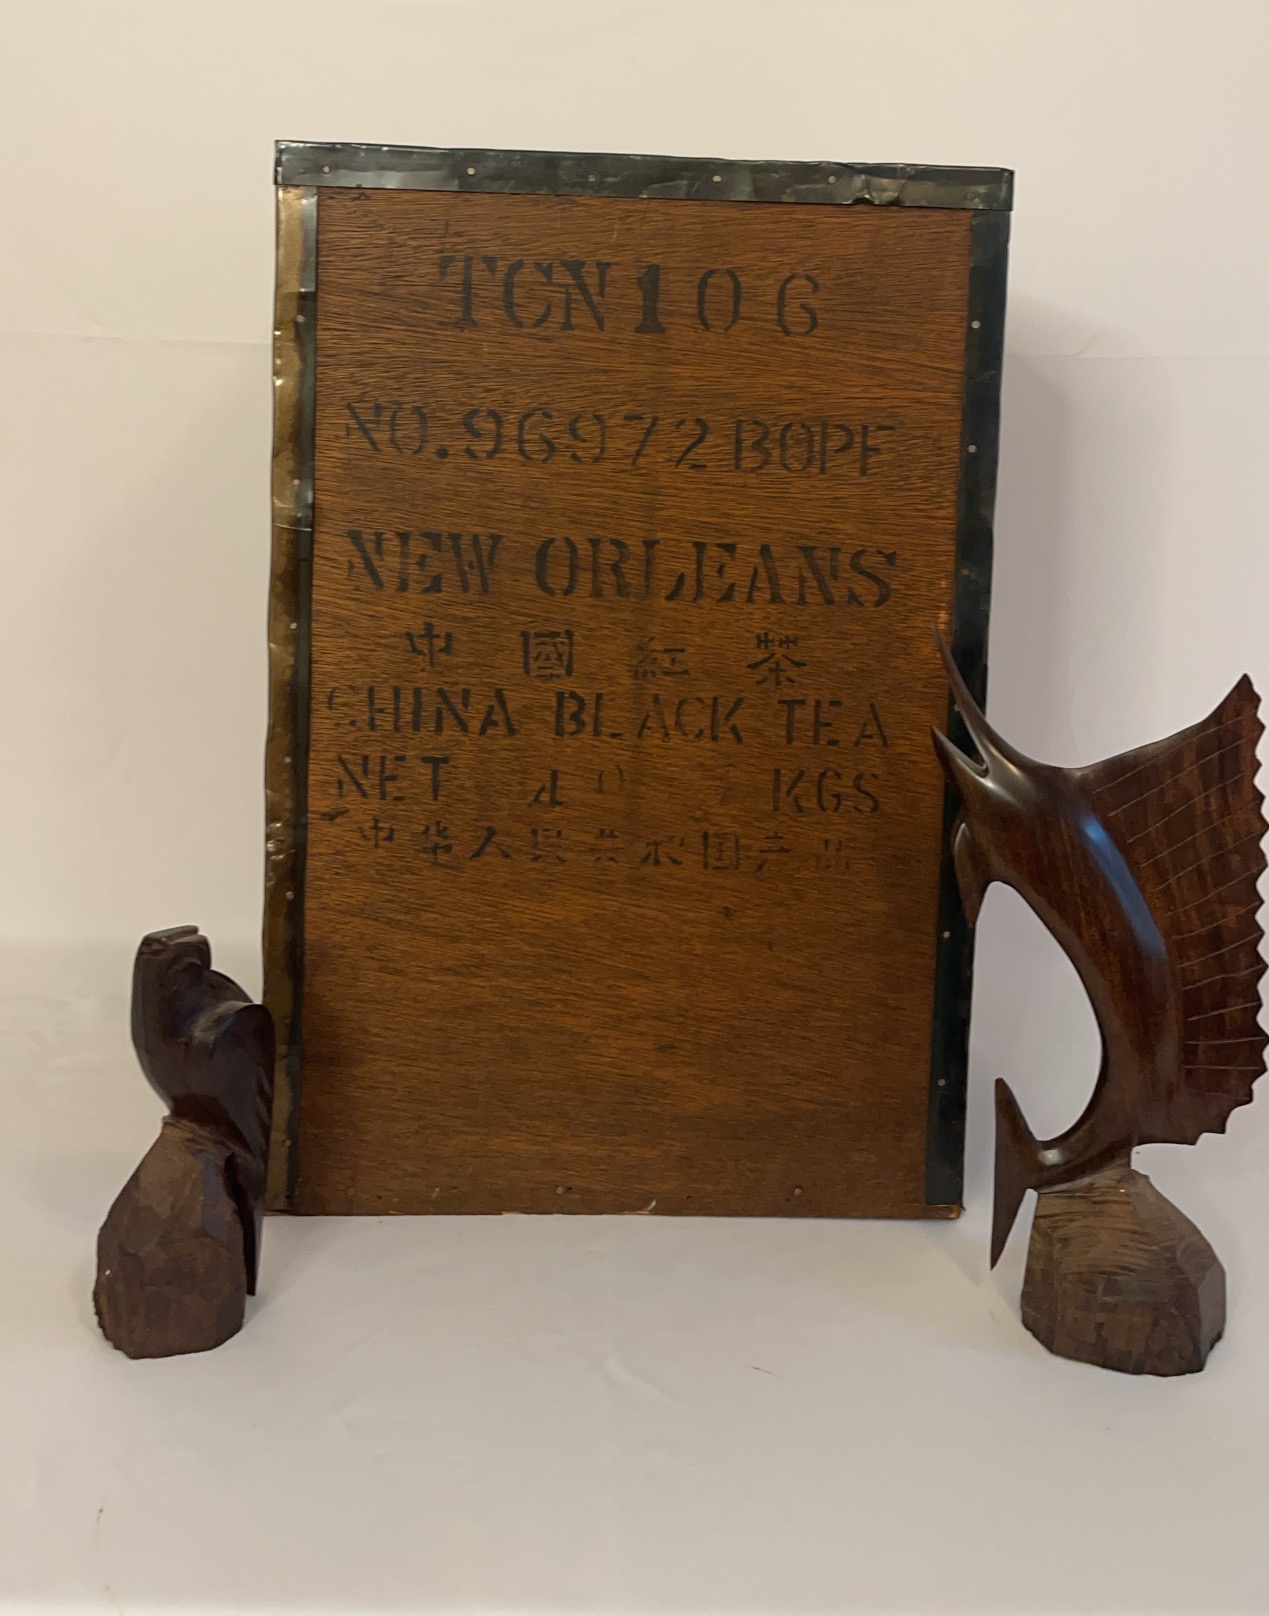 TCN106
NO.96972 BOPF
NEW ORLEANS
中國紅茶
CHINA BLACK TEA
NET KGS
中华人民共和国产品